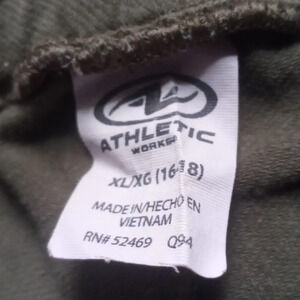 ATHLETIC
WORKS
XL/XG (16-18)
MADE IN/HECHO EN
VIETNAM
RN# 52469 Q94